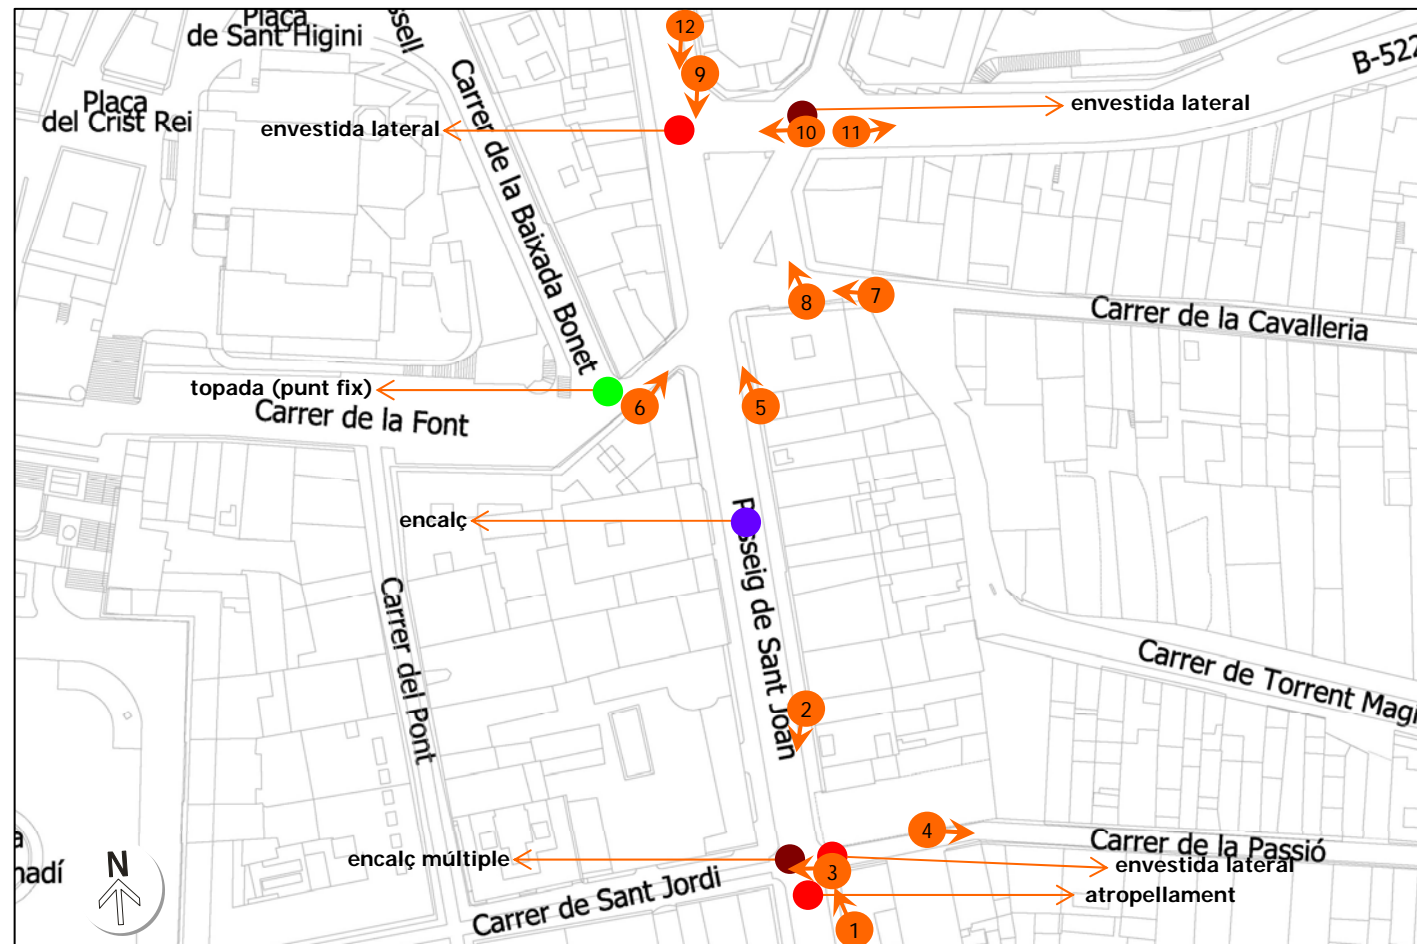 Plaça
de Sant Higini
ssell
12
B-522
9
Plaça
del Crist Rei
envestida lateral
envestida lateral
10
11
Carrer de la Baixada Bonet
8
7
Carrer de la Cavalleria
topada (punt fix)
6
5
Carrer de la Font
encalç
Passeig de Sant Joan
Carrer del Pont
Carrer de Torrent Magi
2
4
Carrer de la Passió
encalç múltiple
3
envestida lateral
atropellament
Carrer de Sant Jordi
1
a
nadí
N